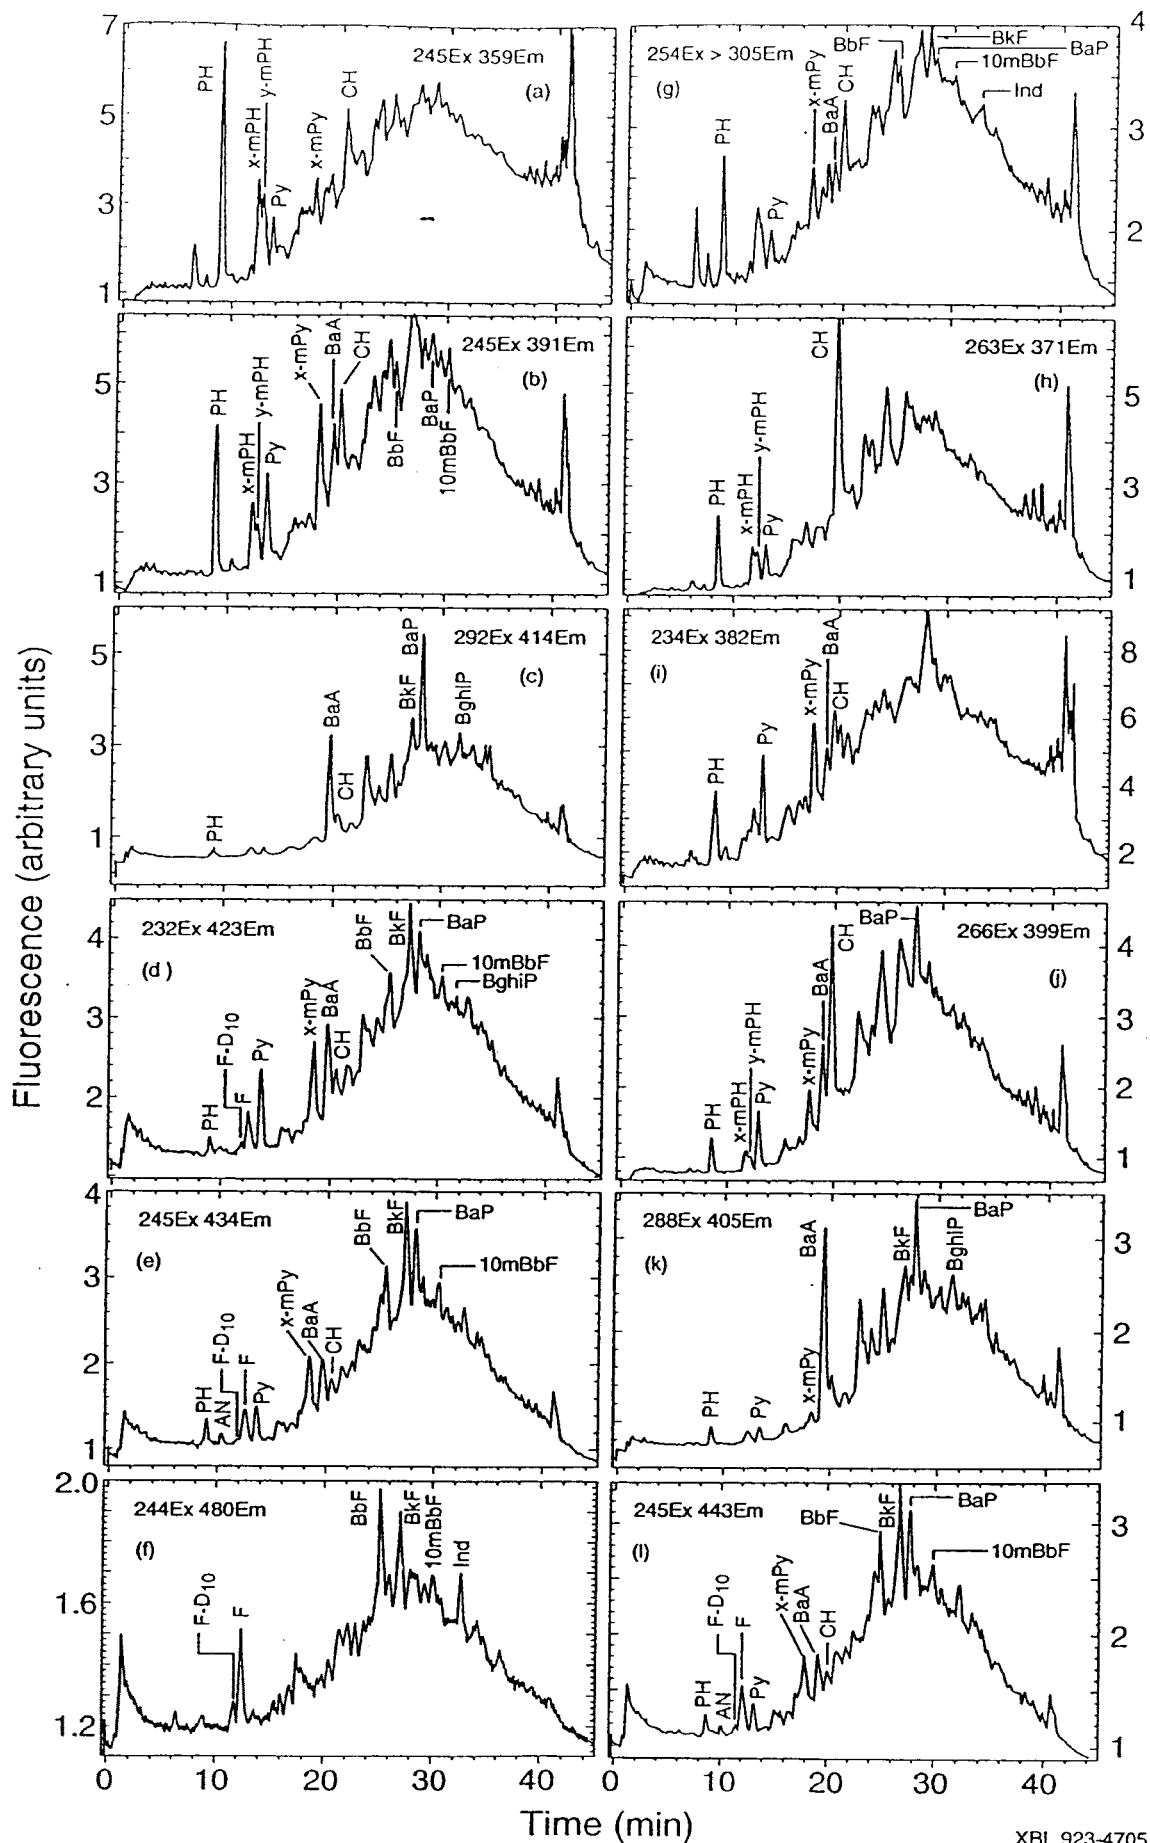 Fluorescence (arbitrary units)
7
5
3
1
245Ex 359Em
(a)
PH
x-mPH
y-mPH
Py
x-mPy
CH
4
3
2
254Ex > 305Em
(g)
PH
Py
x-mPy
BaA
CH
BbF
BkF
BaP
10mBbF
Ind
5
3
1
245Ex 391Em
(b)
PH
x-mPH
y-mPH
Py
x-mPy
BaA
CH
BbF
BaP
10mBbF
5
3
1
263Ex 371Em
(h)
PH
x-mPH
y-mPH
Py
CH
5
3
1
292Ex 414Em
(c)
PH
BaA
CH
BkF
BaP
BghiP
8
6
4
2
234Ex 382Em
(i)
PH
Py
x-mPy
BaA
CH
4
3
2
232Ex 423Em
(d )
PH
F-D10
F
Py
x-mPy
BaA
CH
BbF
BkF
BaP
10mBbF
BghiP
4
3
2
1
266Ex 399Em
(j)
PH
x-mPH
y-mPH
Py
x-mPy
BaA
CH
BaP
4
3
2
1
245Ex 434Em
(e)
PH
AN
F-D10
F
Py
x-mPy
BaA
CH
BbF
BkF
BaP
10mBbF
3
2
1
288Ex 405Em
(k)
PH
Py
x-mPy
BaA
BkF
BaP
BghiP
2.0
1.6
1.2
244Ex 480Em
(f)
F-D10
F
BbF
BkF
10mBbF
Ind
3
2
1
245Ex 443Em
(l)
PH
AN
F-D10
F
Py
x-mPy
BaA
CH
BbF
BkF
BaP
10mBbF
0 10 20 30 40
0 10 20 30 40
Time (min)
XBL 923-4705